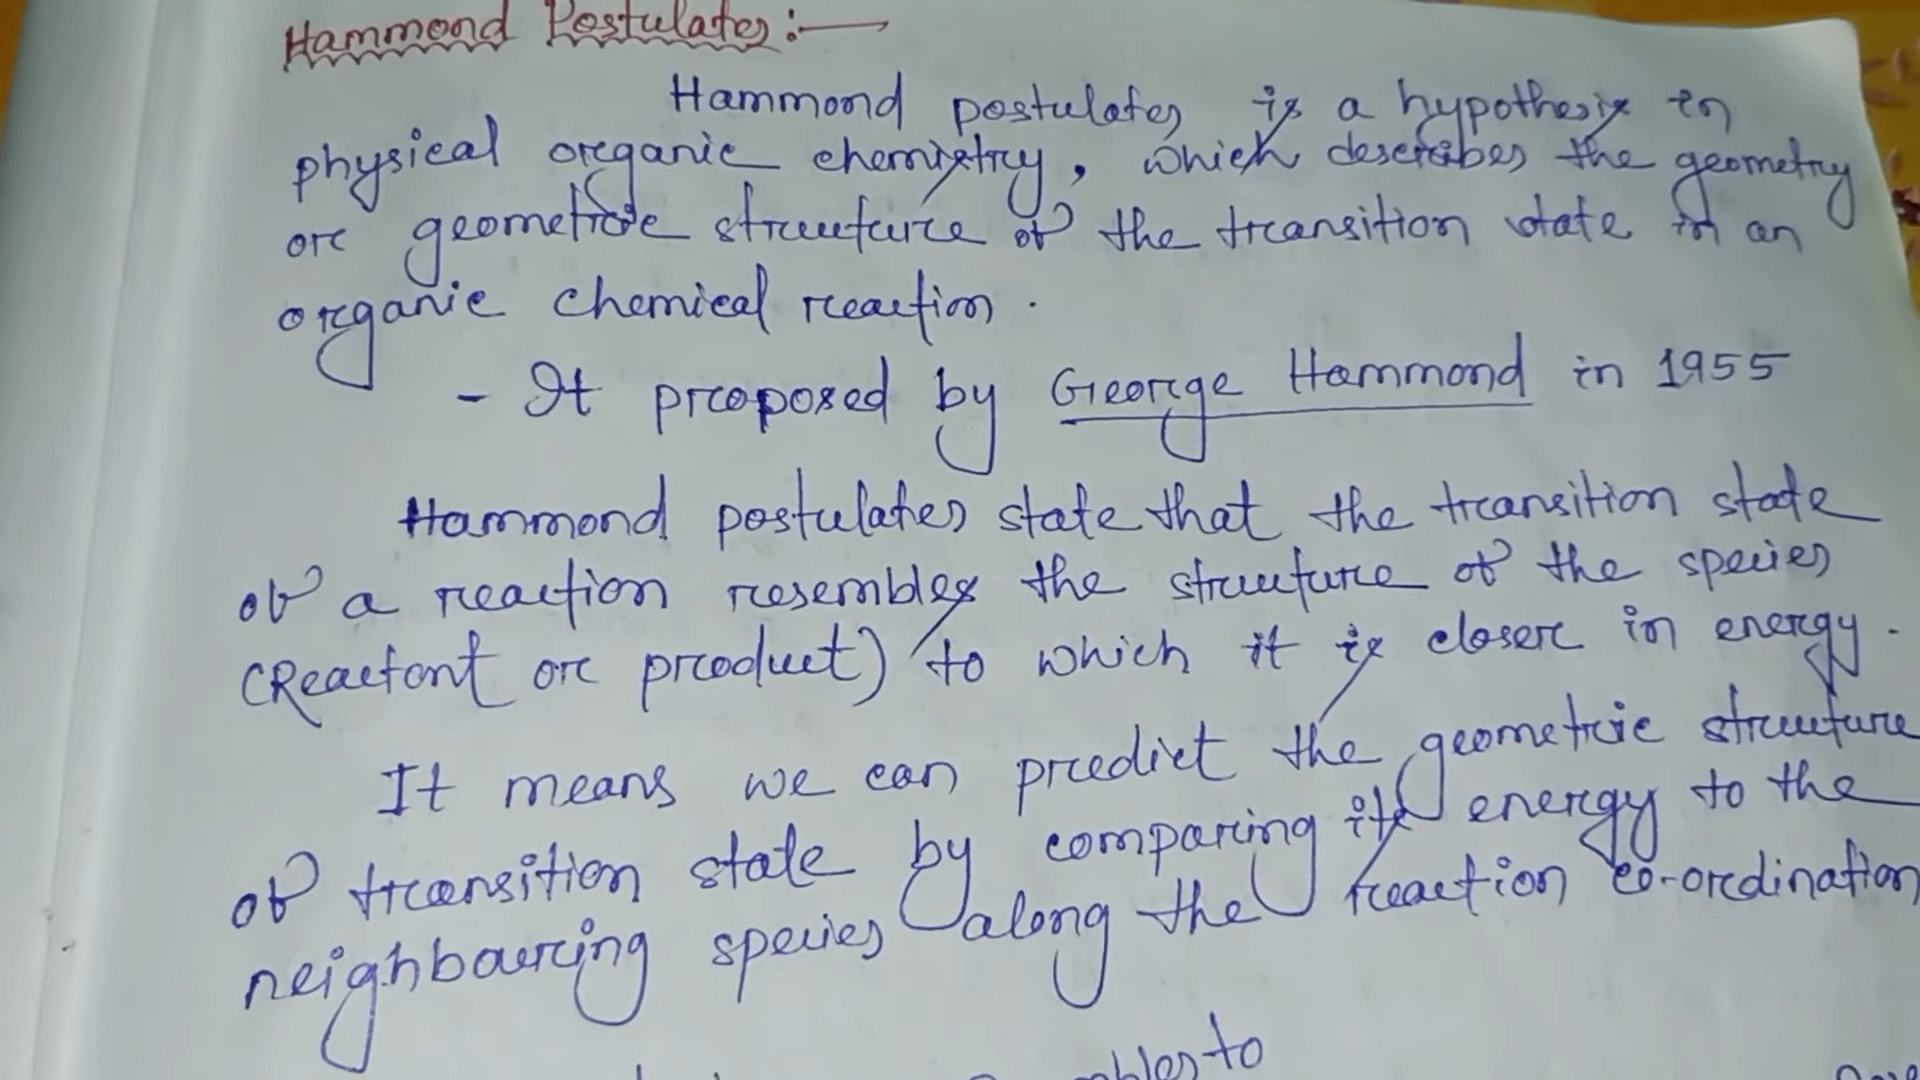 Hammond Postulates :→
Hammond postulates is a hypothesis in
physical organic chemistry, which describes the geometry
or geometric structure of the transition state in an
organic chemical reaction.
- It proposed by George Hammond in 1955
Hammond postulates state that the transition state
of a reaction resembles the structure of the species
(Reactant or product) to which it is closer in energy.
It means we can predict the geometric structure
of transition state by comparing its energy to the
neighbouring species along the reaction co-ordination
to